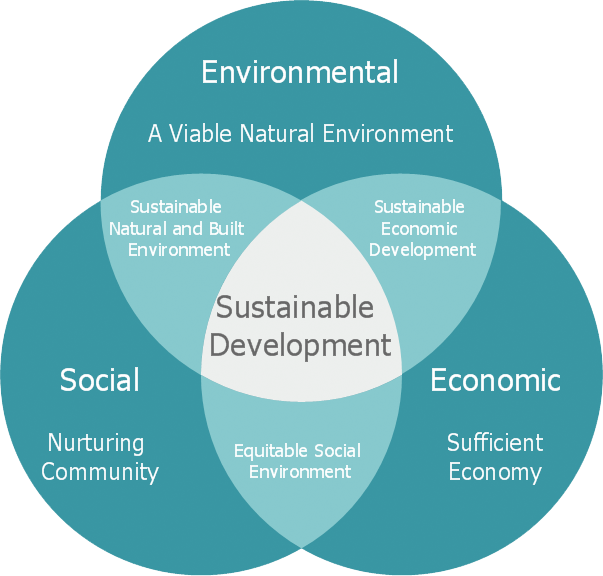 Environmental
A Viable Natural Environment
Sustainable
Natural and Built
Environment
Sustainable
Economic
Development
Sustainable
Development
Social
Nurturing
Community
Equitable Social
Environment
Economic
Sufficient
Economy